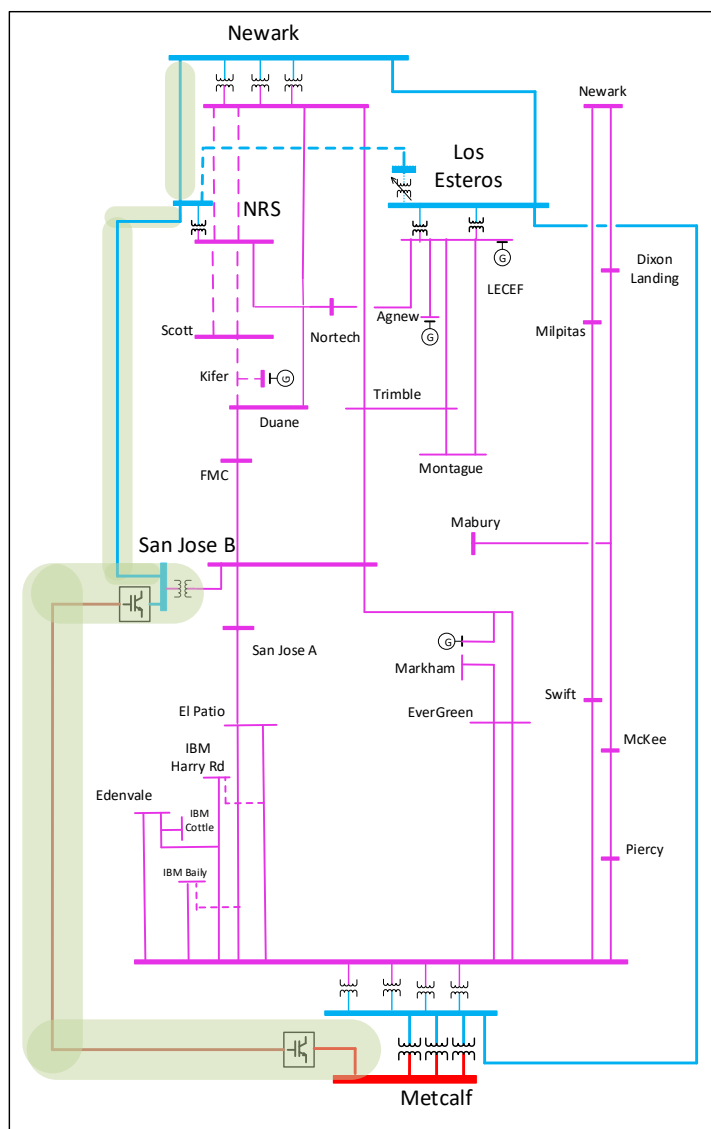 Newark
Newark
Los
Esteros
NRS
Dixon
Landing
LECEF
G
Agnew
G
Nortech
Milpitas
Scott
Kifer
G
Trimble
Duane
Montague
FMC
Mabury
San Jose B
San Jose A
G
Markham
Swift
El Patio
EverGreen
McKee
IBM
Harry Rd
Edenvale
IBM
Cottle
Piercy
IBM Baily
Metcalf